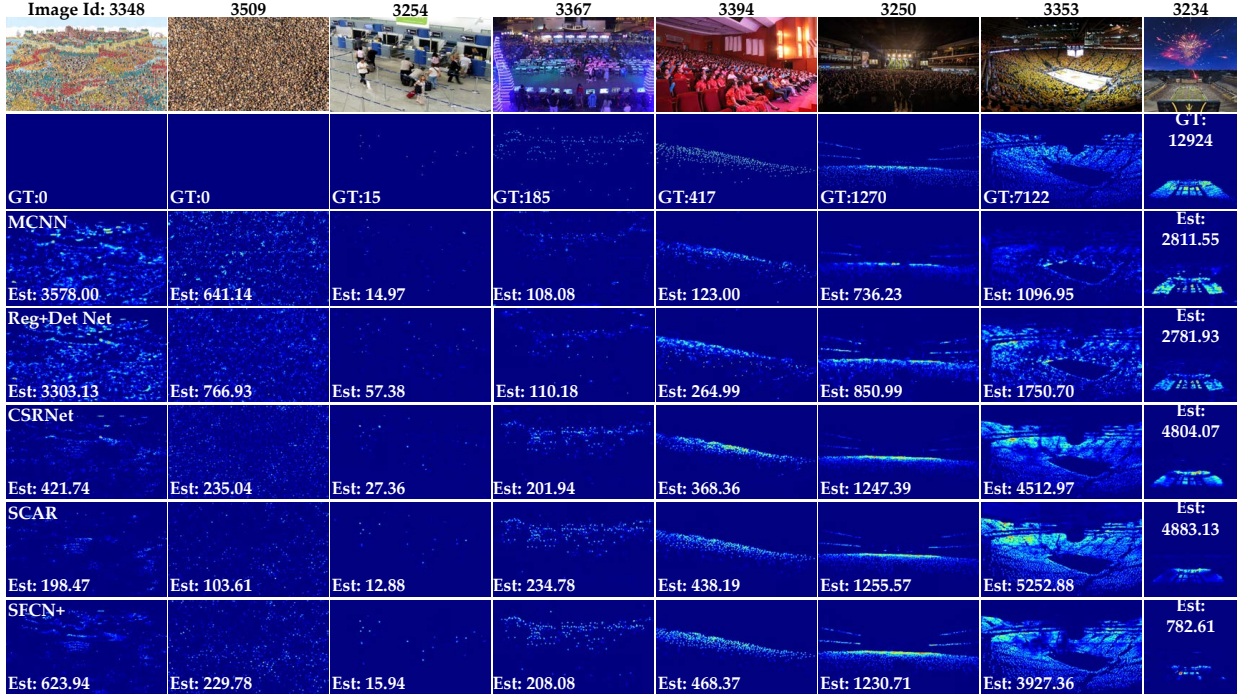 Image Id: 3348 3509 3254 3367 3394 3250 3353 3234
GT:0 GT:0 GT:15 GT:185 GT:417 GT:1270 GT:7122 GT:
12924
MCNN Est:
2811.55
Est: 3578.00 Est: 641.14 Est: 14.97 Est: 108.08 Est: 123.00 Est: 736.23 Est: 1096.95
Reg+Det Net Est:
2781.93
Est: 3303.13 Est: 766.93 Est: 57.38 Est: 110.18 Est: 264.99 Est: 850.99 Est: 1750.70
CSRNet Est:
4804.07
Est: 421.74 Est: 235.04 Est: 27.36 Est: 201.94 Est: 368.36 Est: 1247.39 Est: 4512.97
SCAR Est:
4883.13
Est: 198.47 Est: 103.61 Est: 12.88 Est: 234.78 Est: 438.19 Est: 1255.57 Est: 5252.88
SFCN+ Est:
782.61
Est: 623.94 Est: 229.78 Est: 15.94 Est: 208.08 Est: 468.37 Est: 1230.71 Est: 3927.36